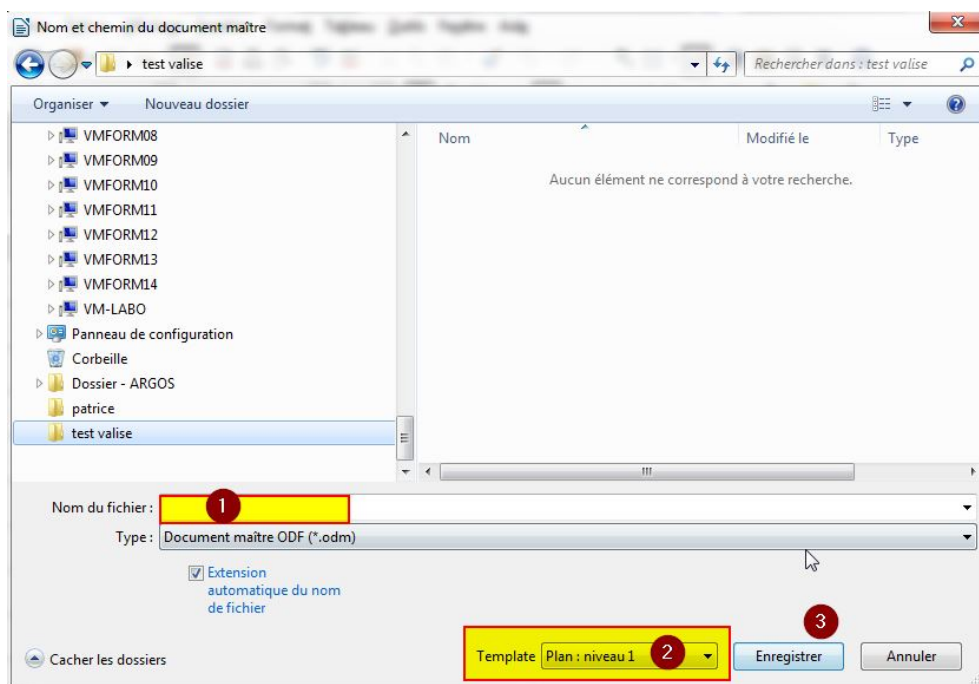 Nom et chemin du document maître
test valise
Rechercher dans : test valise
Organiser
Nouveau dossier
VMFORM08
VMFORM09
VMFORM10
VMFORM11
VMFORM12
VMFORM13
VMFORM14
VM-LABO
Panneau de configuration
Corbeille
Dossier - ARGOS
patrice
test valise
Nom Modifié le Type
Aucun élément ne correspond à votre recherche.
Nom du fichier : 1
Type : Document maître ODF (*.odm)
Extension
automatique du nom
de fichier
3
Cacher les dossiers
Template Plan : niveau 1 2 Enregistrer Annuler